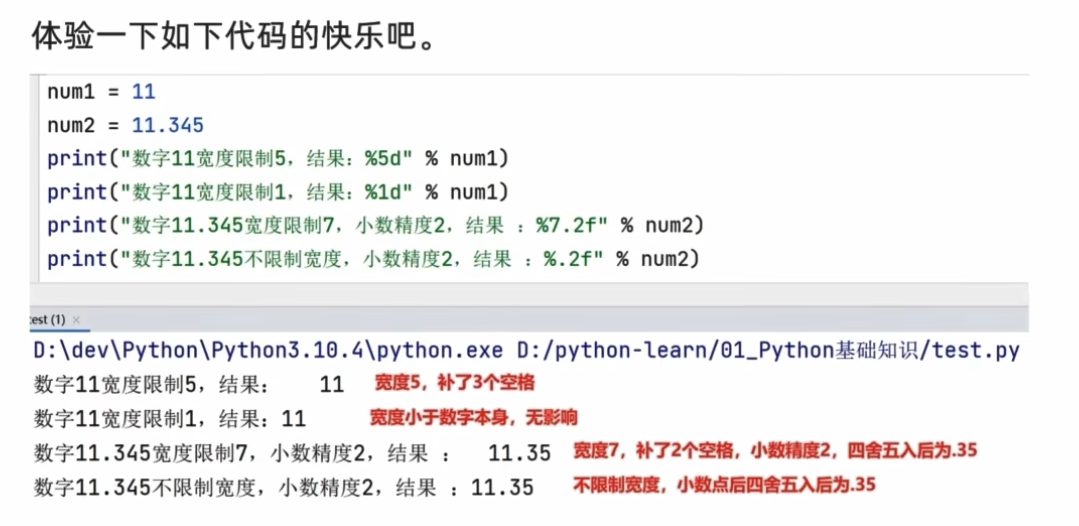 体验一下如下代码的快乐吧。
num1 = 11
num2 = 11.345
print("数字11宽度限制5，结果：%5d" % num1)
print("数字11宽度限制1，结果：%1d" % num1)
print("数字11.345宽度限制7，小数精度2，结果 ：%7.2f" % num2)
print("数字11.345不限制宽度，小数精度2，结果 ：%.2f" % num2)
est (1) ×
D:\dev\Python\Python3.10.4\python.exe D:/python-learn/01_Python基础知识/test.py
数字11宽度限制5，结果：   11 宽度5，补了3个空格
数字11宽度限制1，结果：11 宽度小于数字本身，无影响
数字11.345宽度限制7，小数精度2，结果 ：  11.35 宽度7，补了2个空格，小数精度2，四舍五入后为.35
数字11.345不限制宽度，小数精度2，结果 ：11.35 不限制宽度，小数点后四舍五入后为.35